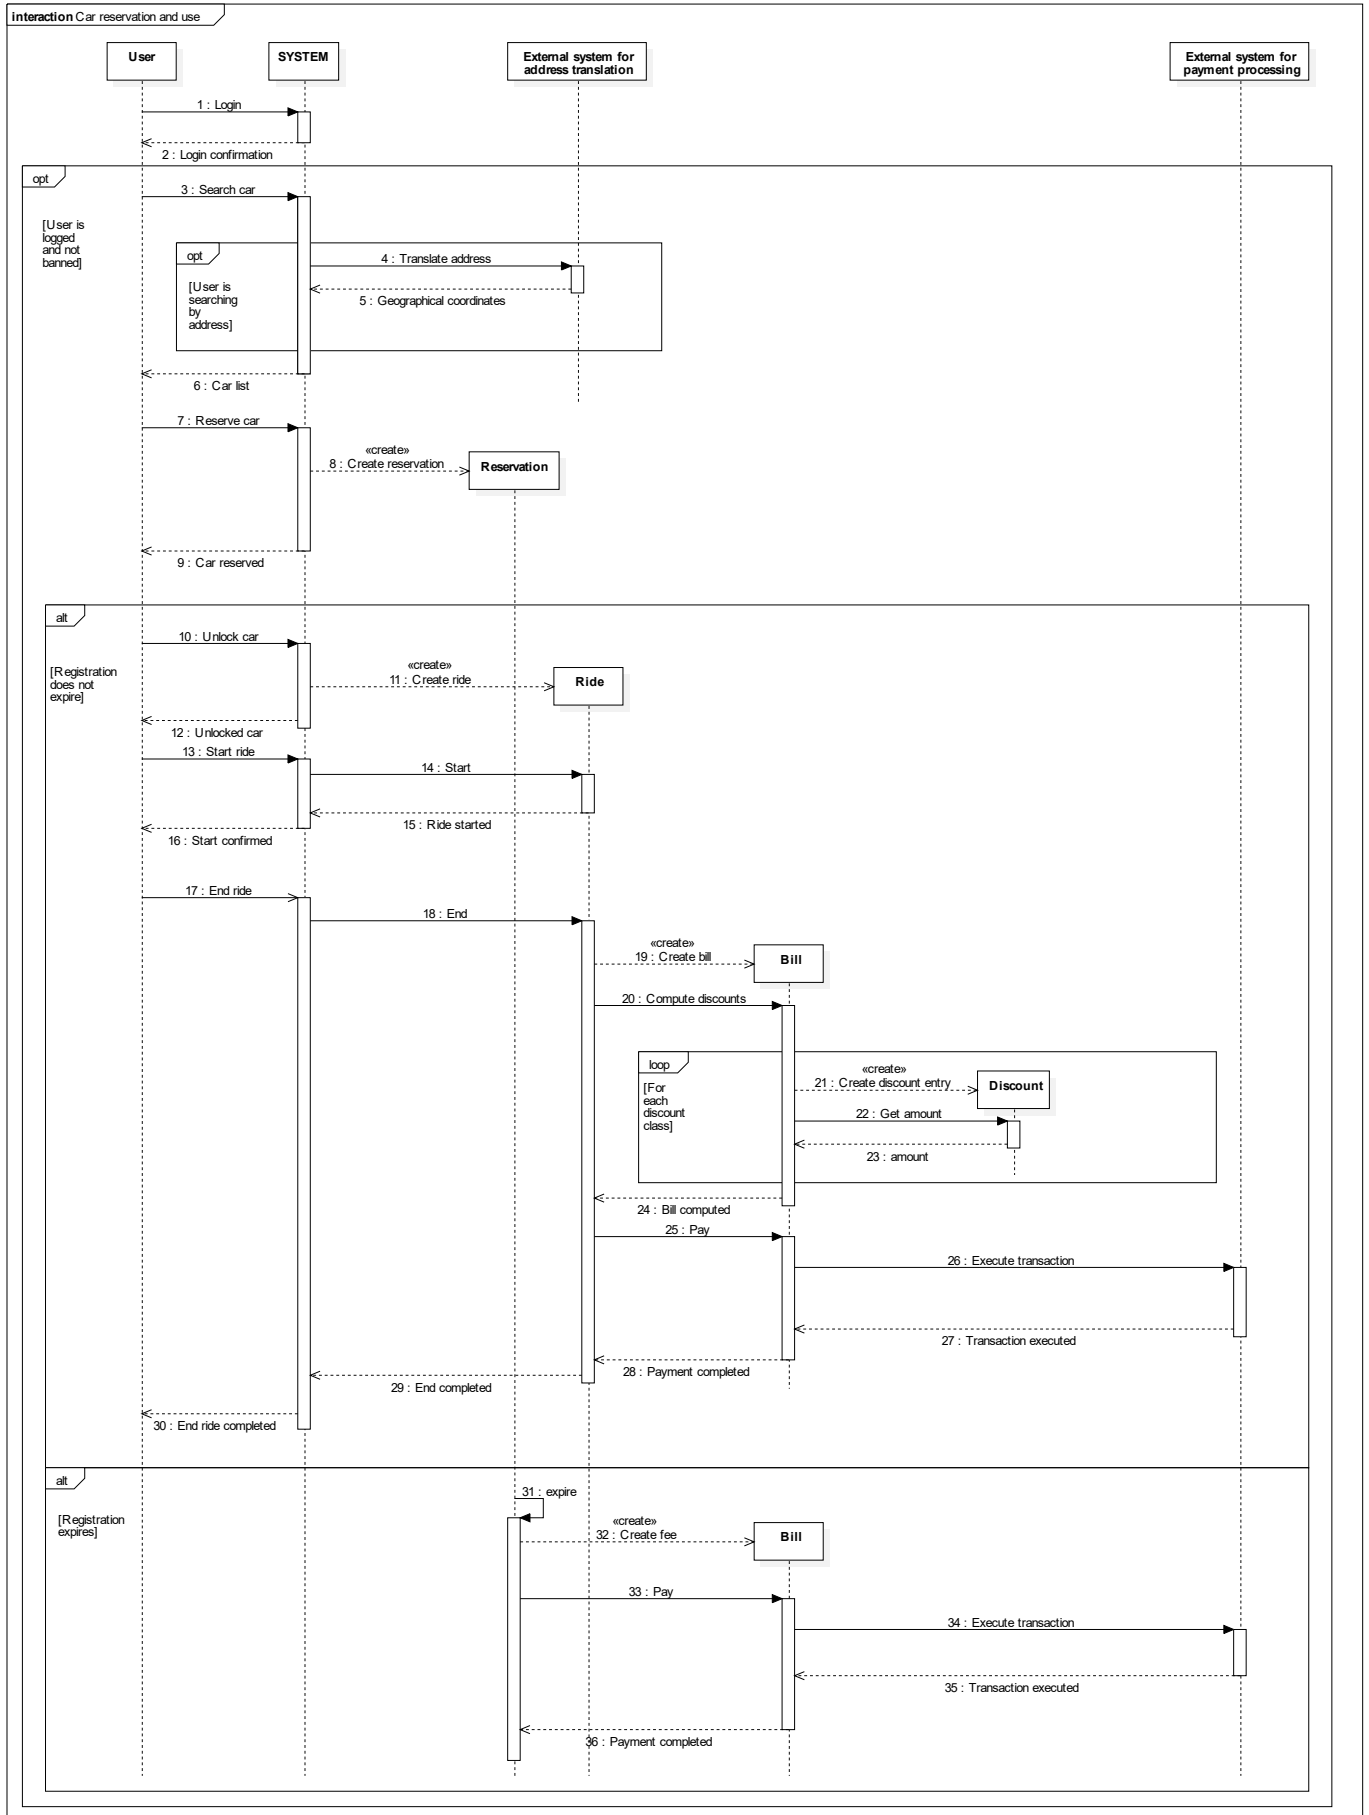 interaction Car reservation and use
User
SYSTEM
External system for
address translation
External system for
payment processing
1 : Login
2 : Login confirmation
opt
3 : Search car
[User is
logged
and not
banned]
opt
4 : Translate address
[User is
searching
by
address]
5 : Geographical coordinates
6 : Car list
7 : Reserve car
«create»
8 : Create reservation
Reservation
9 : Car reserved
alt
10 : Unlock car
[Registration
does not
expire]
«create»
11 : Create ride
Ride
12 : Unlocked car
13 : Start ride
14 : Start
15 : Ride started
16 : Start confirmed
17 : End ride
18 : End
«create»
19 : Create bill
Bill
20 : Compute discounts
loop
[For
each
discount
class]
«create»
21 : Create discount entry
Discount
22 : Get amount
23 : amount
24 : Bill computed
25 : Pay
26 : Execute transaction
27 : Transaction executed
28 : Payment completed
29 : End completed
30 : End ride completed
alt
31 : expire
[Registration
expires]
«create»
32 : Create fee
Bill
33 : Pay
34 : Execute transaction
35 : Transaction executed
36 : Payment completed